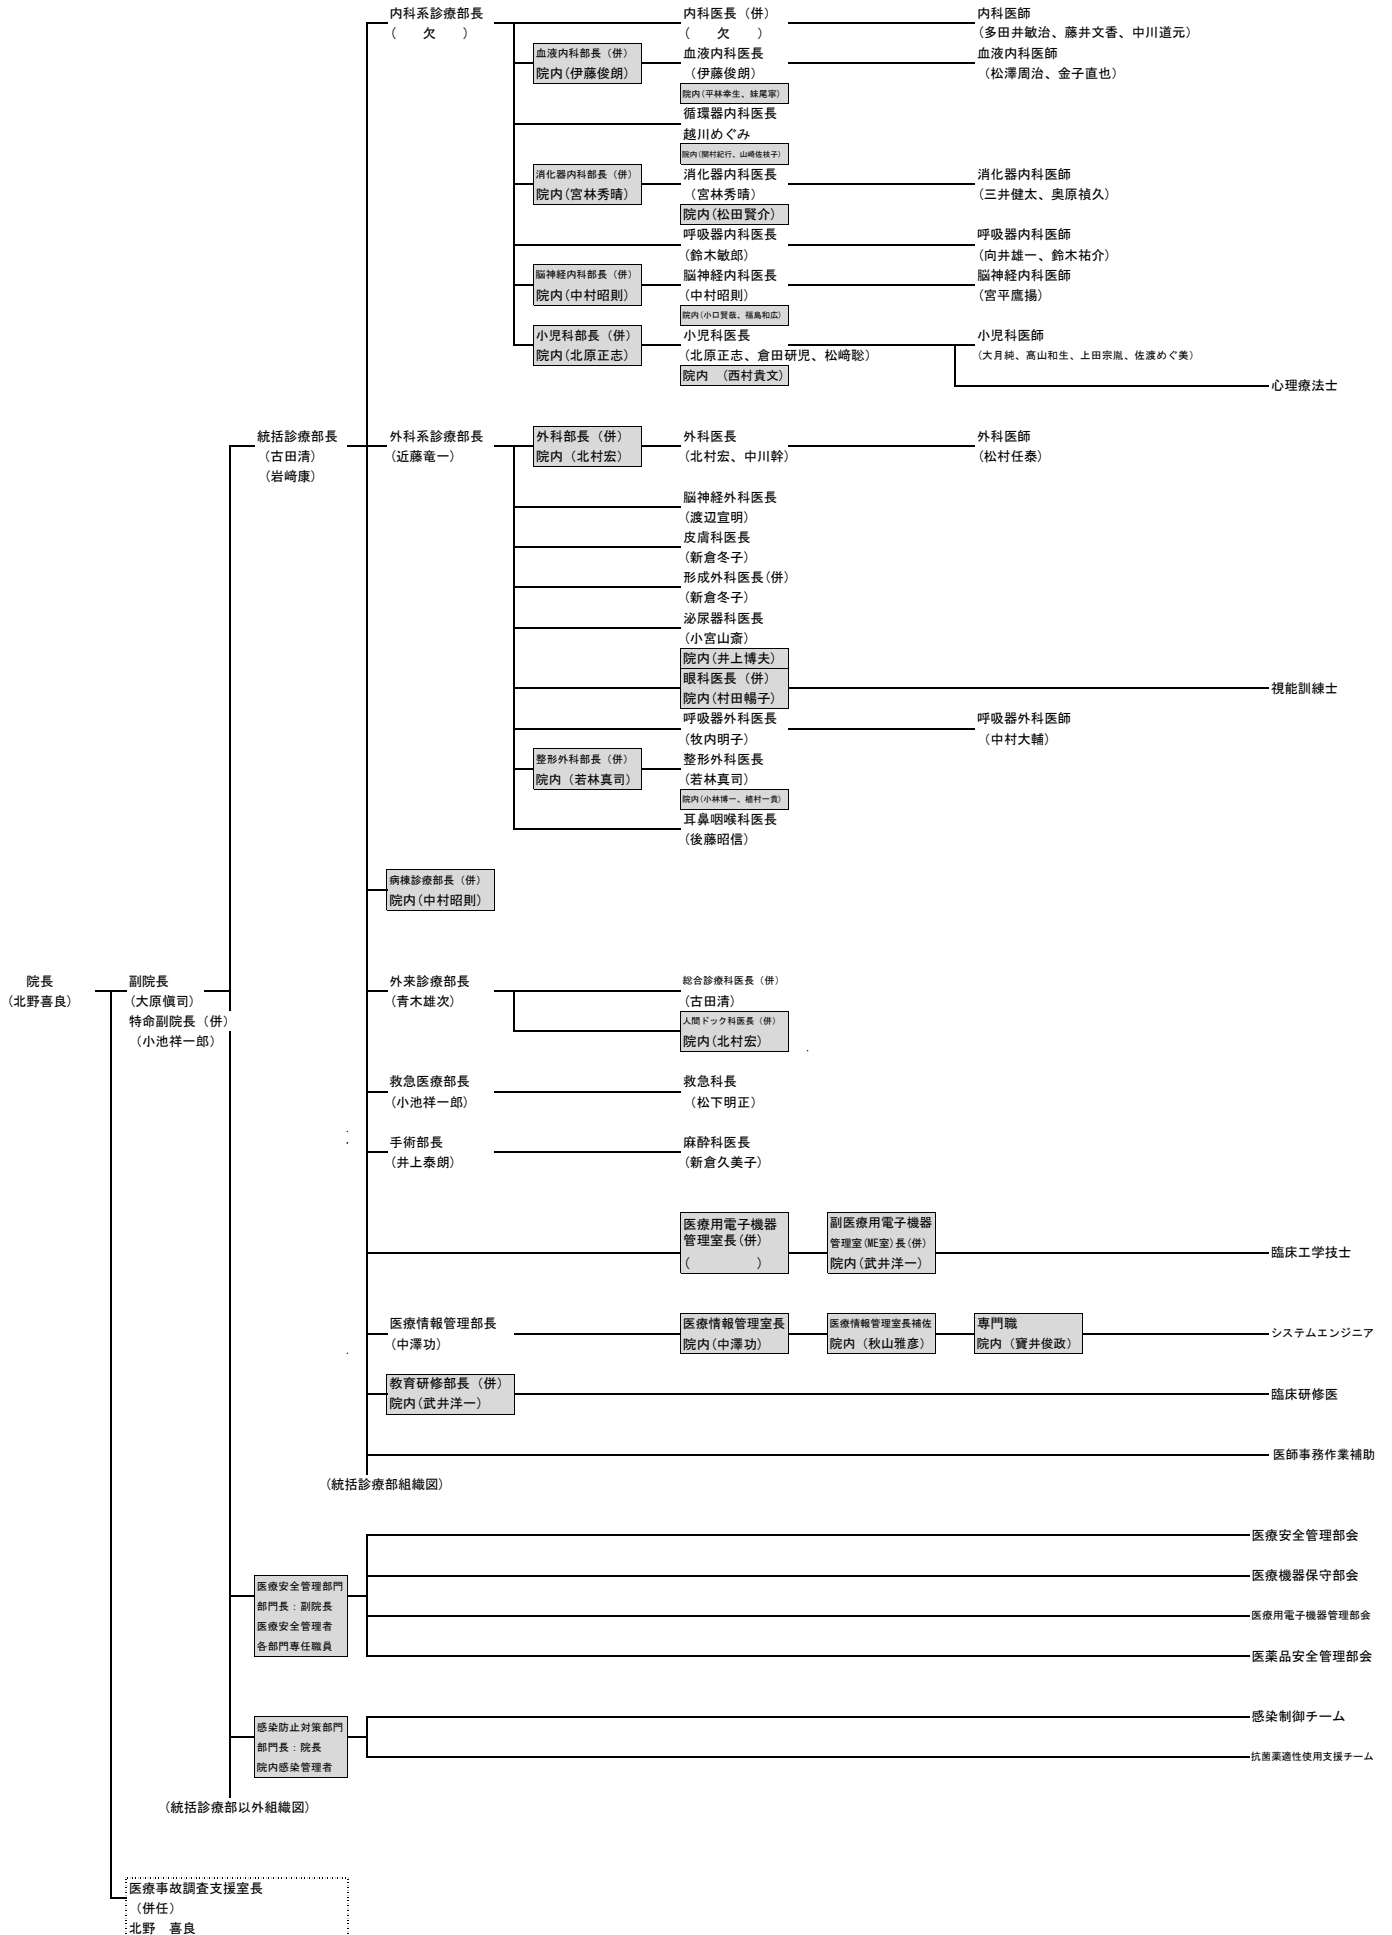 内科系診療部長
(　　欠　　)
内科医長（併）
(　　欠　　)
内科医師
(多田井敏治、藤井文香、中川道元)
血液内科部長（併）
院内(伊藤俊朗)
血液内科医長
（伊藤俊朗）
院内(平林幸生、妹尾寧)
血液内科医師
（松澤周治、金子直也）
循環器内科医長
越川めぐみ
院内(関村紀行、山崎佐枝子)
消化器内科部長（併）
院内(宮林秀晴)
消化器内科医長
（宮林秀晴）
院内(松田賢介)
消化器内科医師
(三井健太、奥原禎久)
呼吸器内科医長
(鈴木敏郎)
呼吸器内科医師
(向井雄一、鈴木祐介)
脳神経内科部長（併）
院内(中村昭則)
脳神経内科医長
(中村昭則)
院内(小口賢哉、福島和広)
脳神経内科医師
(宮平鷹揚)
小児科部長（併）
院内(北原正志)
小児科医長
(北原正志、倉田研児、松﨑聡)
院内　(西村貴文)
小児科医師
(大月純、髙山和生、上田宗胤、佐渡めぐ美)
心理療法士
統括診療部長
（古田清）
（岩﨑康）
外科系診療部長
(近藤竜一)
外科部長（併）
院内（北村宏）
外科医長
(北村宏、中川幹)
外科医師
(松村任泰)
脳神経外科医長
(渡辺宣明)
皮膚科医長
(新倉冬子)
形成外科医長(併)
(新倉冬子)
泌尿器科医長
(小宮山斎)
院内(井上博夫)
眼科医長（併）
院内(村田暢子)
視能訓練士
呼吸器外科医長
(牧内明子)
呼吸器外科医師
（中村大輔）
整形外科部長（併）
院内（若林真司）
整形外科医長
(若林真司)
院内(小林博一、植村一貴)
耳鼻咽喉科医長
(後藤昭信)
病棟診療部長（併）
院内(中村昭則)
院長
(北野喜良)
副院長
(大原愼司)
特命副院長（併）
（小池祥一郎）
外来診療部長
(青木雄次)
総合診療科医長（併）
(古田清)
人間ドック科医長（併）
院内(北村宏)
救急医療部長
(小池祥一郎)
救急科長
（松下明正）
手術部長
(井上泰朗)
麻酔科医長
(新倉久美子)
医療用電子機器
管理室長(併)
(　　　　　)
副医療用電子機器
管理室(ME室)長(併)
院内(武井洋一)
臨床工学技士
医療情報管理部長
(中澤功)
医療情報管理室長
院内(中澤功)
医療情報管理室長補佐
院内（秋山雅彦）
専門職
院内（寶井俊政）
システムエンジニア
教育研修部長（併）
院内(武井洋一)
臨床研修医
医師事務作業補助
(統括診療部組織図)
医療安全管理部会
医療機器保守部会
医療安全管理部門
部門長：副院長
医療安全管理者
各部門専任職員
医療用電子機器管理部会
医薬品安全管理部会
感染防止対策部門
部門長：院長
院内感染管理者
感染制御チーム
抗菌薬適性使用支援チーム
(統括診療部以外組織図)
医療事故調査支援室長
（併任）
北野　喜良